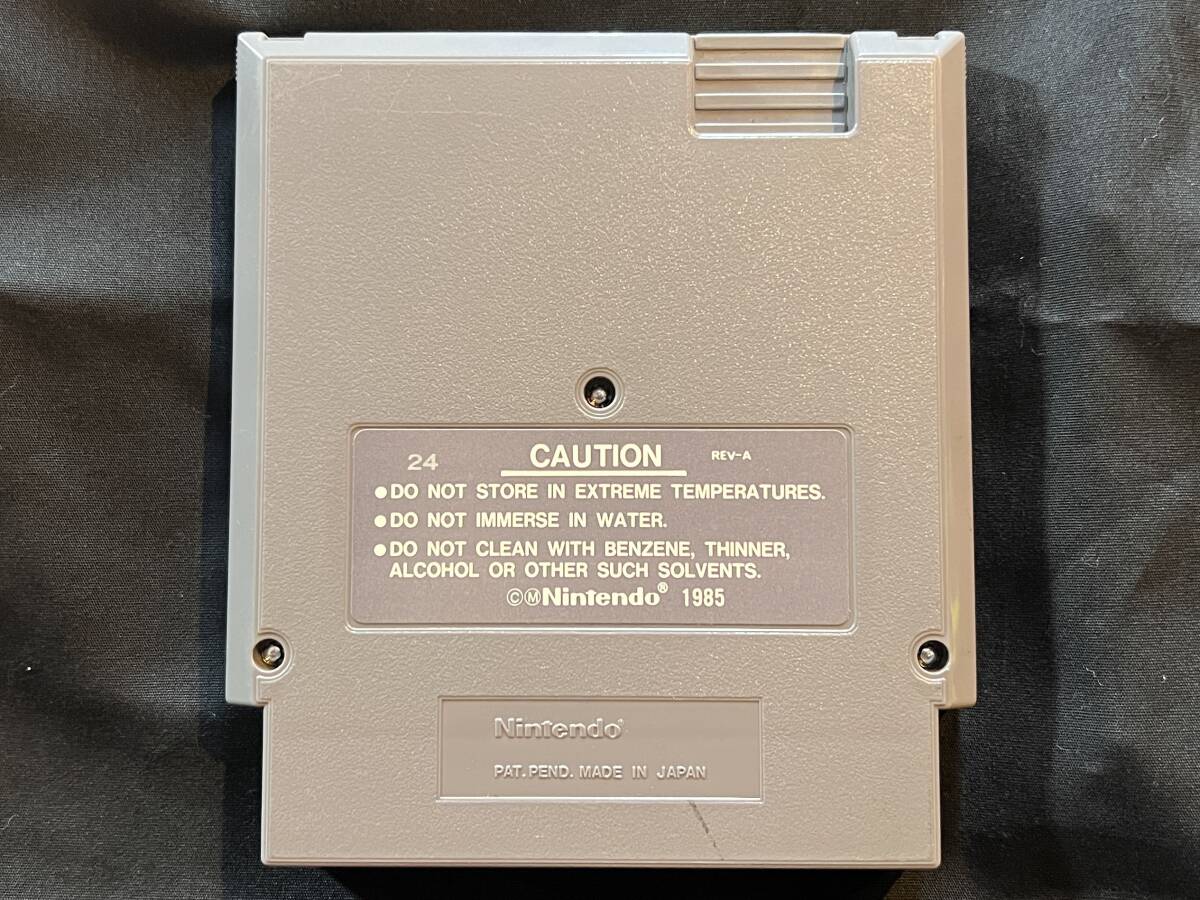 24 CAUTION REV-A
●DO NOT STORE IN EXTREME TEMPERATURES.
●DO NOT IMMERSE IN WATER.
●DO NOT CLEAN WITH BENZENE, THINNER,
ALCOHOL OR OTHER SUCH SOLVENTS.
©ⓂNintendo® 1985
Nintendo®
PAT. PEND. MADE IN JAPAN